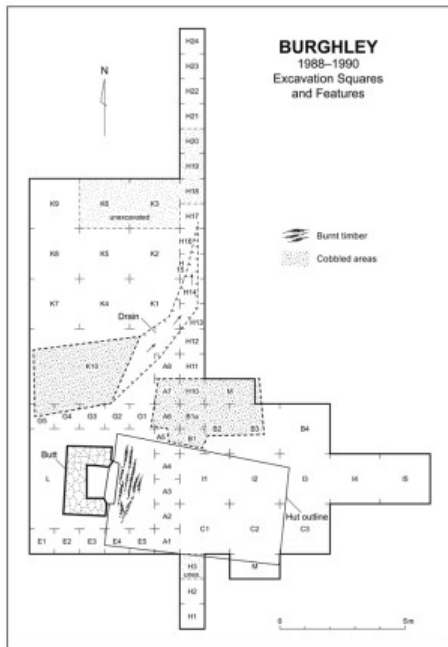 BURGHLEY
1988–1990
Excavation Squares
and Features
N
H24
H23
H22
H21
H20
H19
H18
K9
K6
K3
unexcavated
H17
H16
K8
K5
K2
H
15
H14
K7
K4
K1
H13
Drain
H12
K10
A8
H11
A7
H10
M
G5
G4
G3
G2
G1
A6
B1a
B2
B3
B4
A5
B1
Butt
L
A4
I1
I2
I3
I4
I5
A3
A2
Hut outline
C1
C2
C3
E1
E2
E3
E4
E5
A1
H3
unex.
M
H2
H1
Burnt timber
Cobbled areas
0
5m